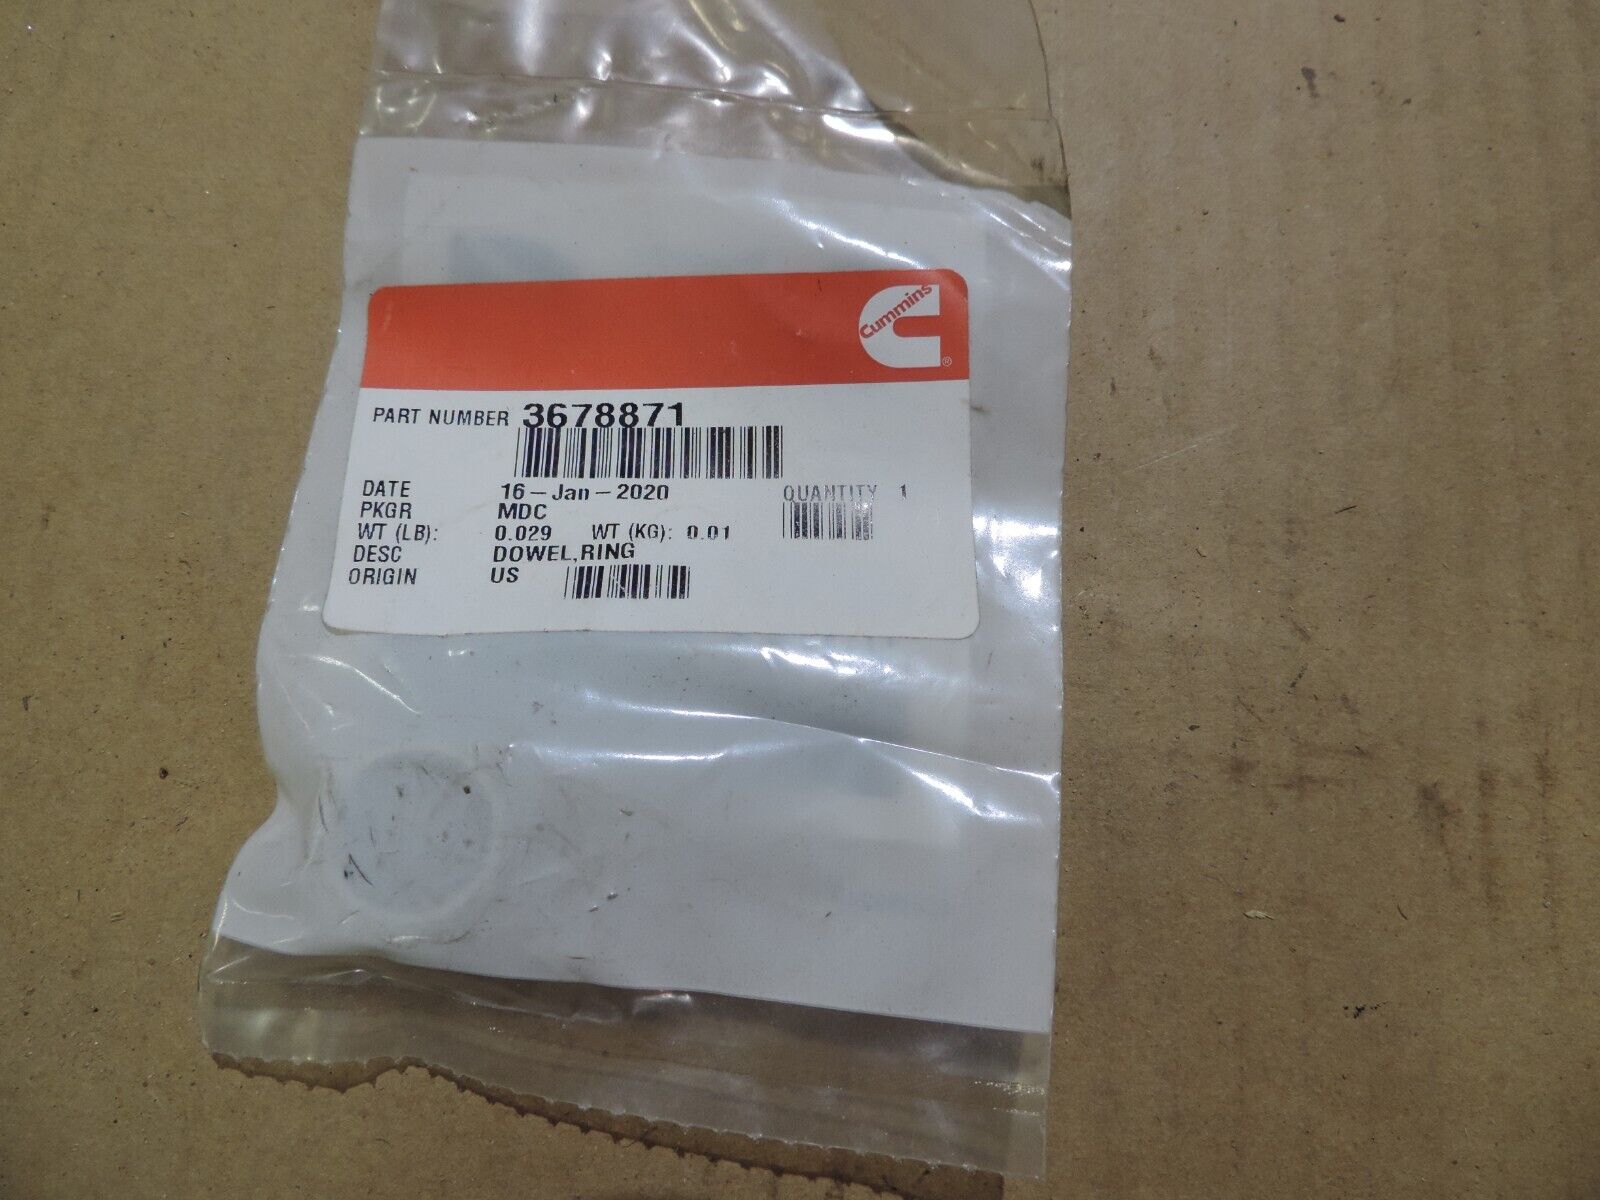 Cummins
®
PART NUMBER 3678871
DATE 16-Jan-2020 QUANTITY 1
PKGR MDC
WT (LB): 0.029 WT (KG): 0.01
DESC DOWEL,RING
ORIGIN US